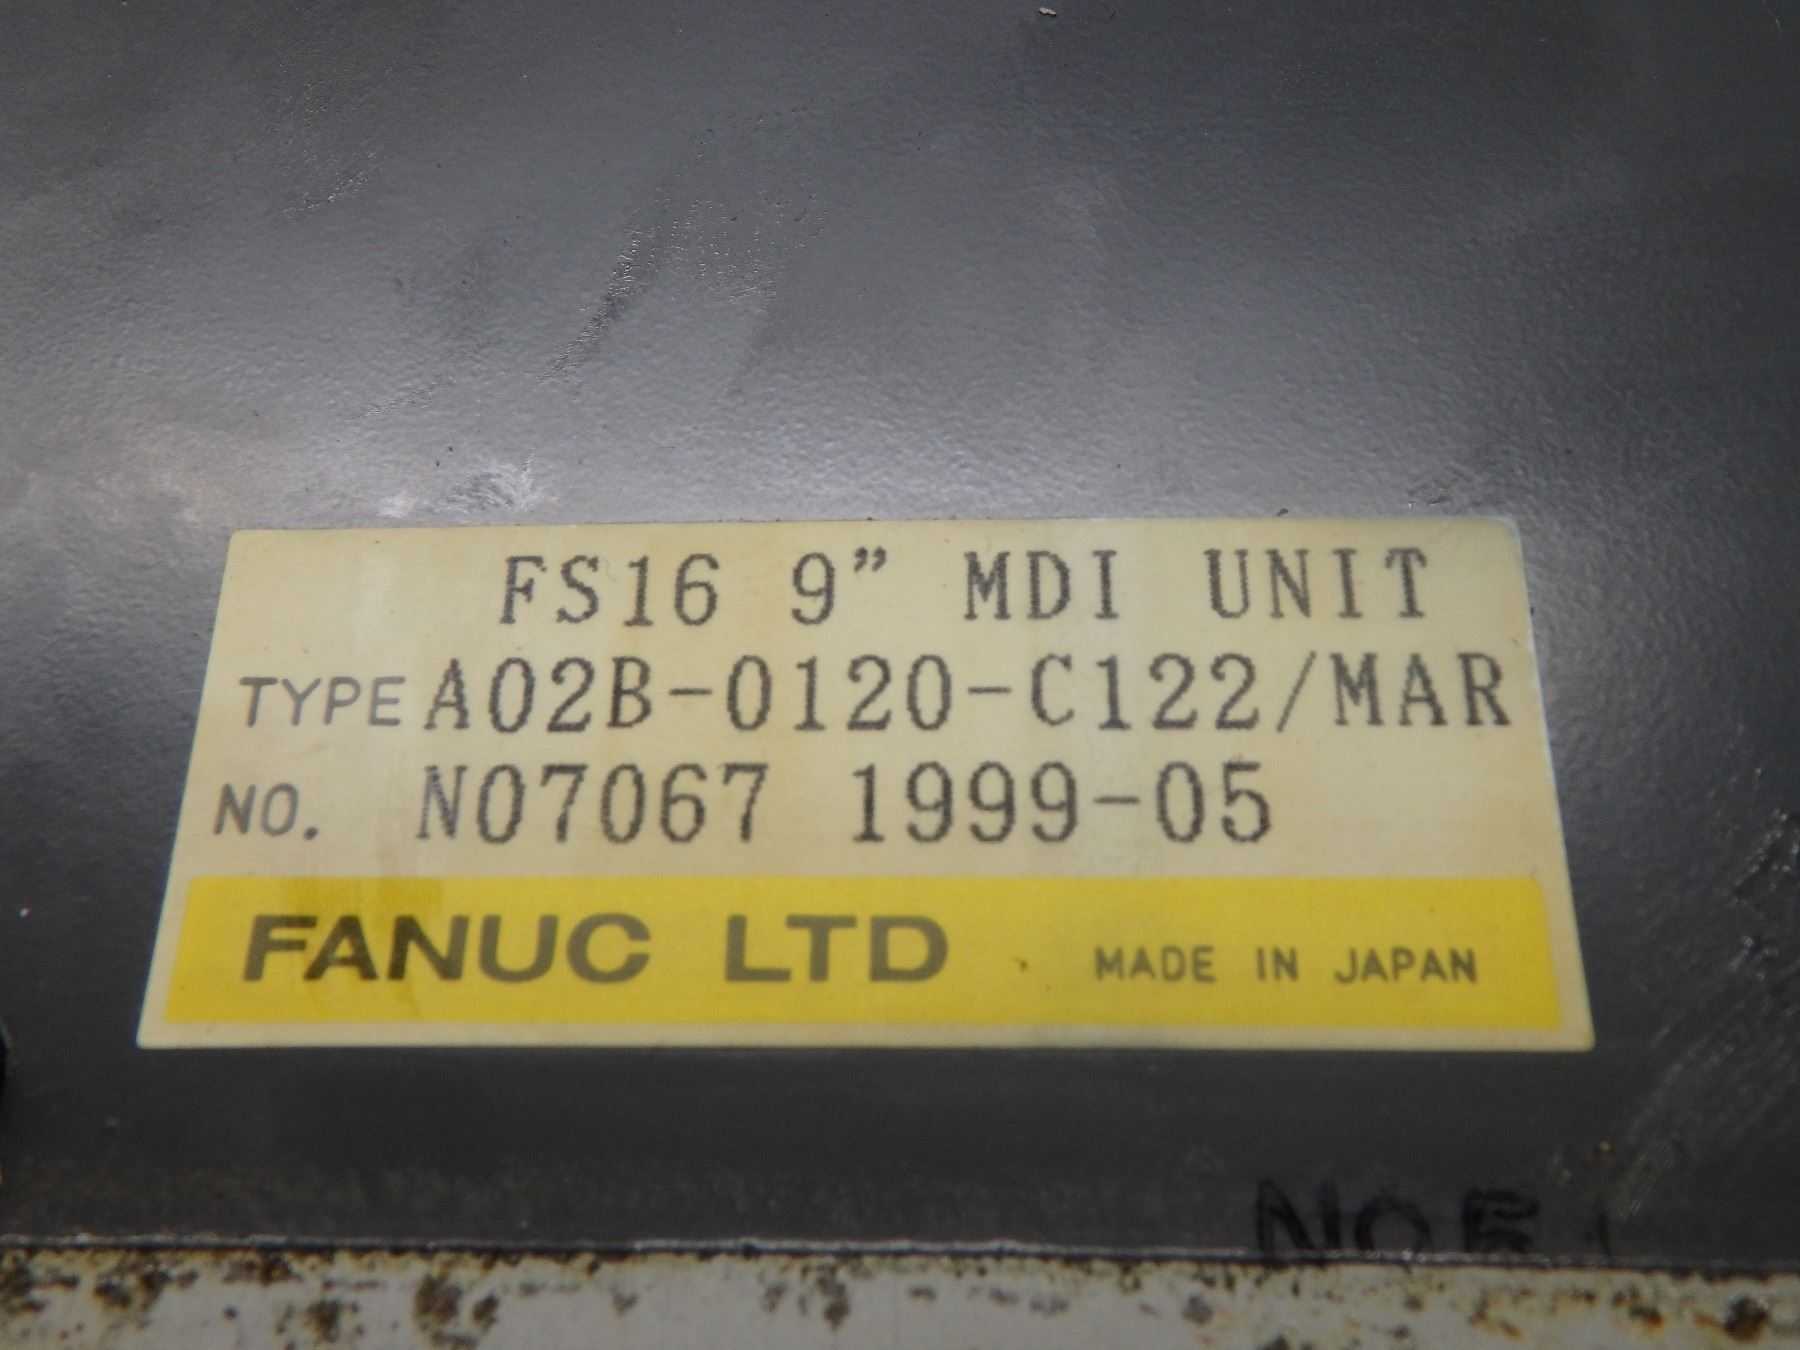 FS16 9” MDI UNIT
TYPE A02B-0120-C122/MAR
NO. N07067 1999-05
FANUC LTD MADE IN JAPAN